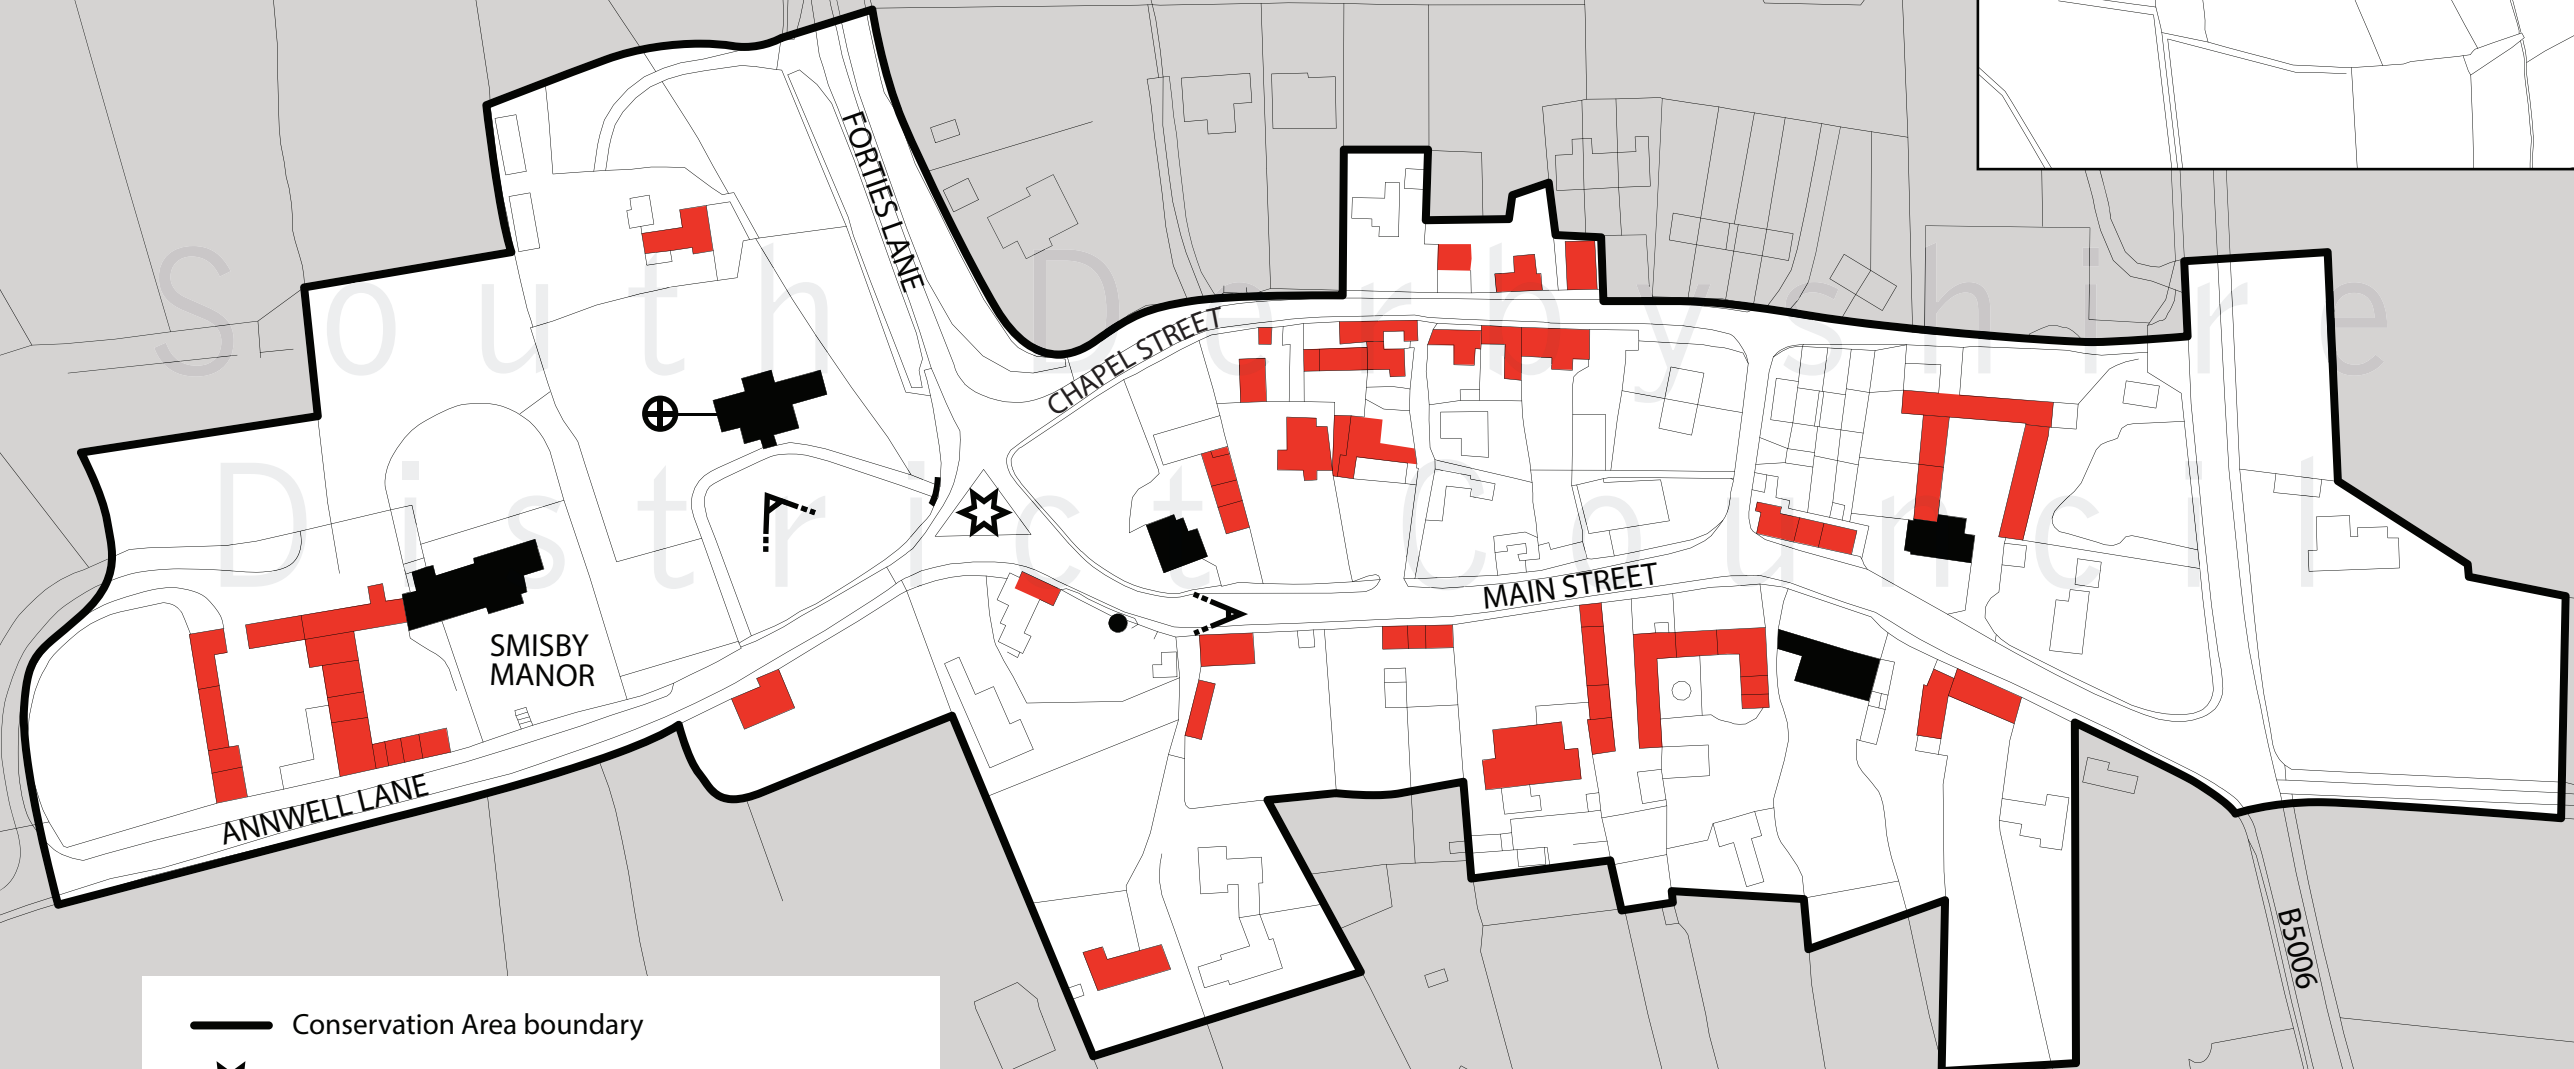 FORTIES LANE
CHAPEL STREET
South Derbyshire
District Council
MAIN STREET
SMISBY
MANOR
ANNWELL LANE
B5006
Conservation Area boundary